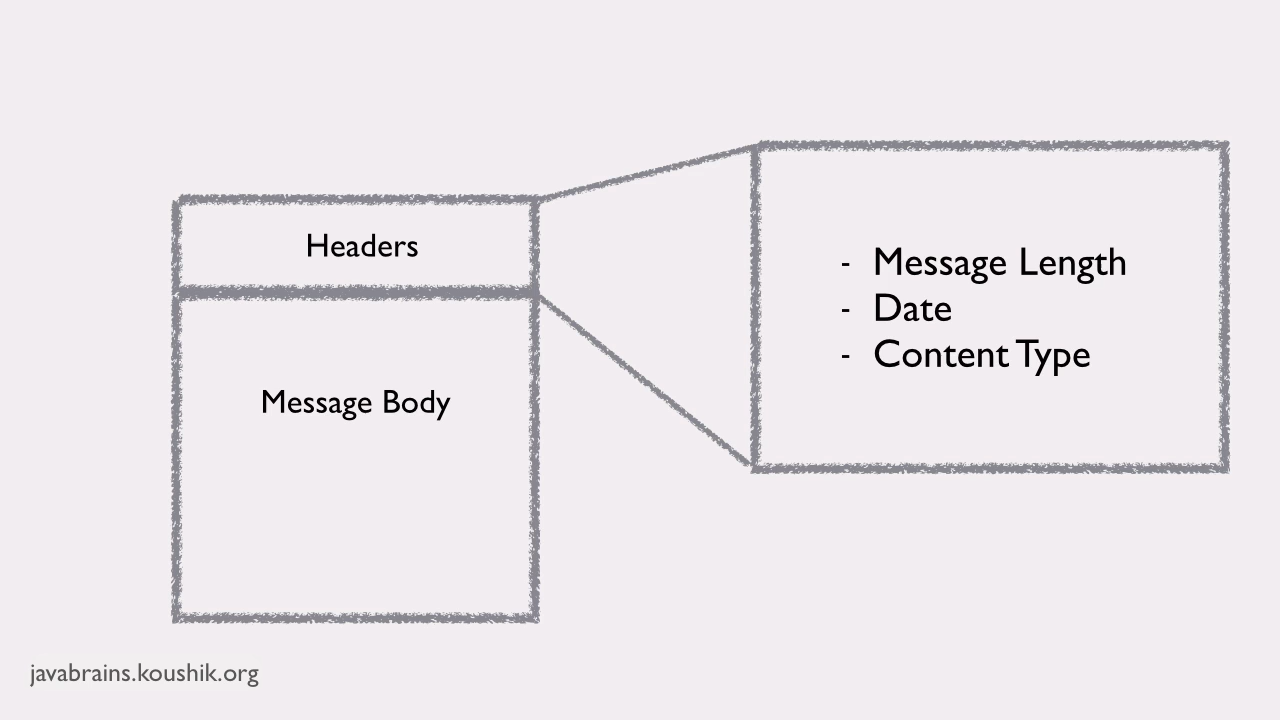 Headers
Message Body
- Message Length
- Date
- Content Type
javabrains.koushik.org